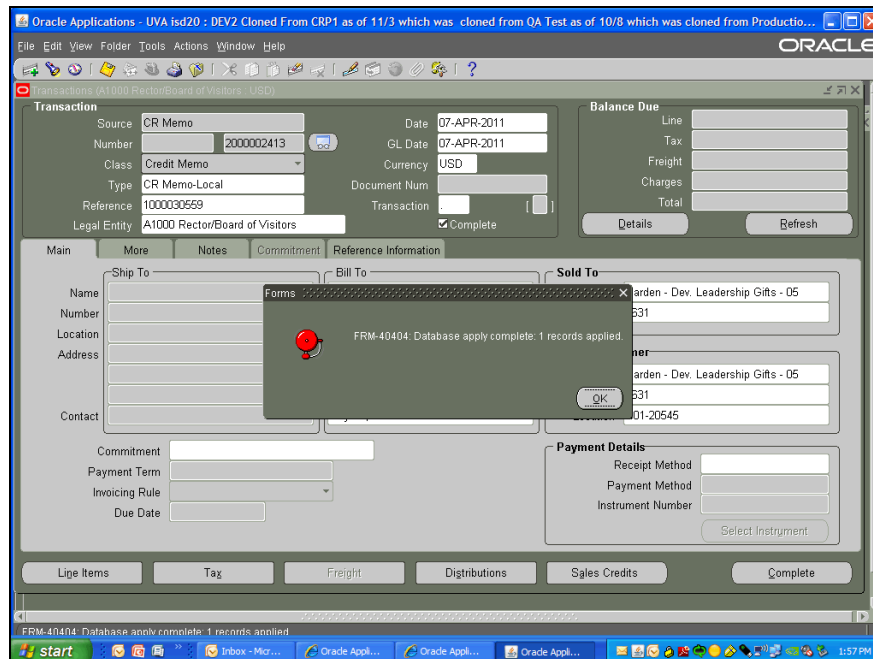 Oracle Applications - UVA isd20 : DEV2 Cloned From CRP1 as of 11/3 which was cloned from QA Test as of 10/8 which was cloned from Productio...
File Edit View Folder Tools Actions Window Help
ORACLE
Transactions (A1000 Rector/Board of Visitors : USD)
Transaction
Source CR Memo
Date 07-APR-2011
Number 2000002413
GL Date 07-APR-2011
Class Credit Memo
Currency USD
Type CR Memo-Local
Document Num
Reference 1000030559
Transaction . [ ]
Legal Entity A1000 Rector/Board of Visitors
Complete
Balance Due
Line
Tax
Freight
Charges
Total
Details Refresh
Main More Notes Commitment Reference Information
Ship To
Name
Number
Location
Address
Contact
Bill To
Sold To
arden - Dev. Leadership Gifts - 05
631
mer
arden - Dev. Leadership Gifts - 05
631
01-20545
Forms
FRM-40404: Database apply complete: 1 records applied.
OK
Commitment
Payment Term
Invoicing Rule
Due Date
Payment Details
Receipt Method
Payment Method
Instrument Number
Select Instrument
Line Items Tax Freight Distributions Sales Credits Complete
FRM-40404: Database apply complete: 1 records applied.
start Inbox - Micr... Oracle Appli... Oracle Appli... Oracle Appli... 1:57 PM